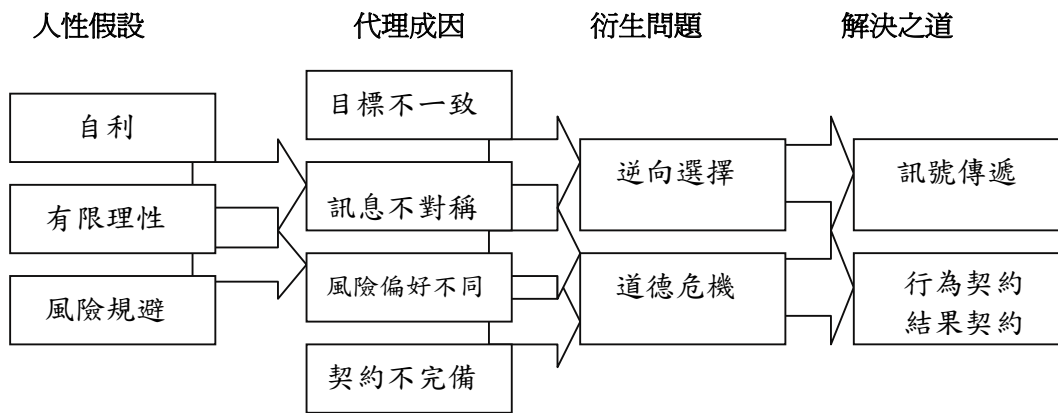 人性假設
代理成因
衍生問題
解決之道
自利
有限理性
風險規避
目標不一致
訊息不對稱
風險偏好不同
契約不完備
逆向選擇
道德危機
訊號傳遞
行為契約
結果契約